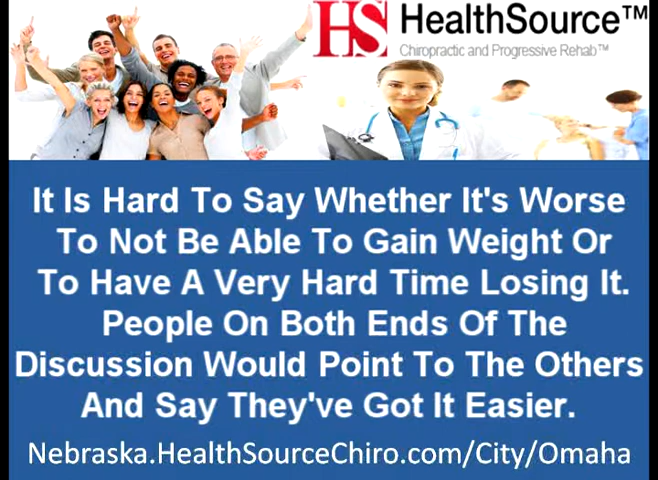 HS HealthSource™
Chiropractic and Progressive Rehab™
It Is Hard To Say Whether It's Worse
To Not Be Able To Gain Weight Or
To Have A Very Hard Time Losing It.
People On Both Ends Of The
Discussion Would Point To The Others
And Say They've Got It Easier.
Nebraska.HealthSourceChiro.com/City/Omaha